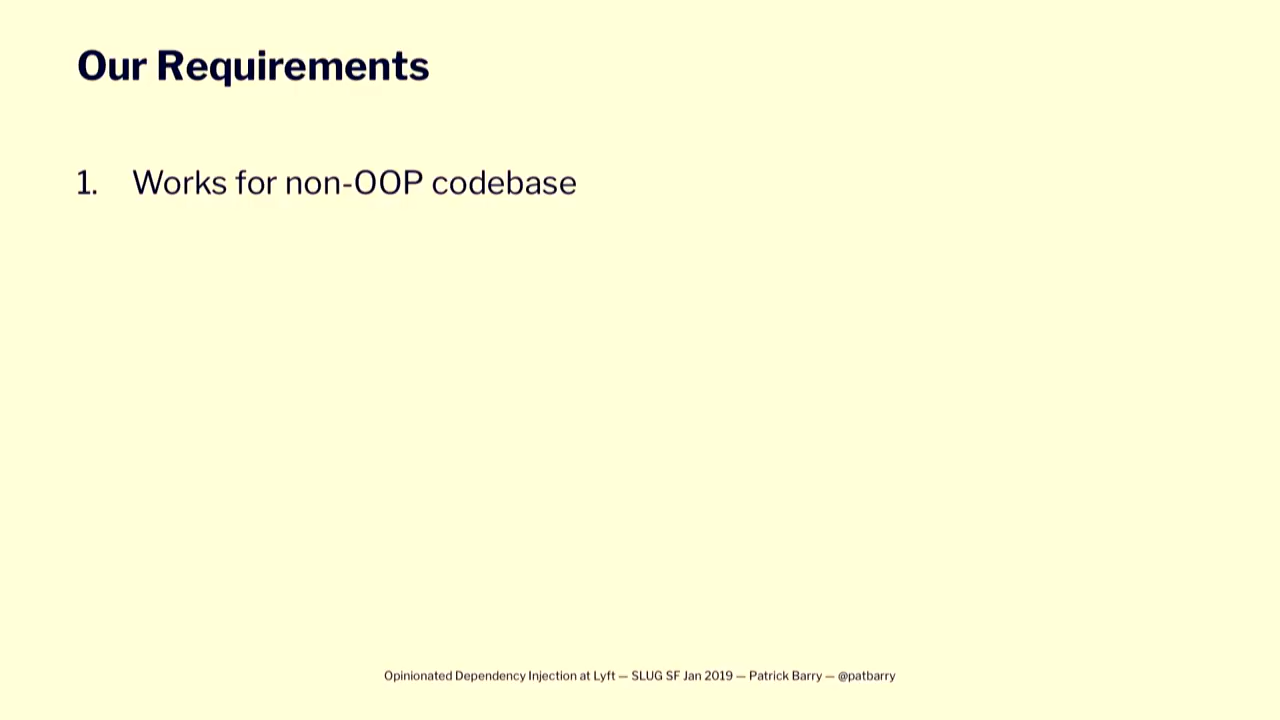 Our Requirements
1. Works for non-OOP codebase
Opinionated Dependency Injection at Lyft — SLUG SF Jan 2019 — Patrick Barry — @patbarry